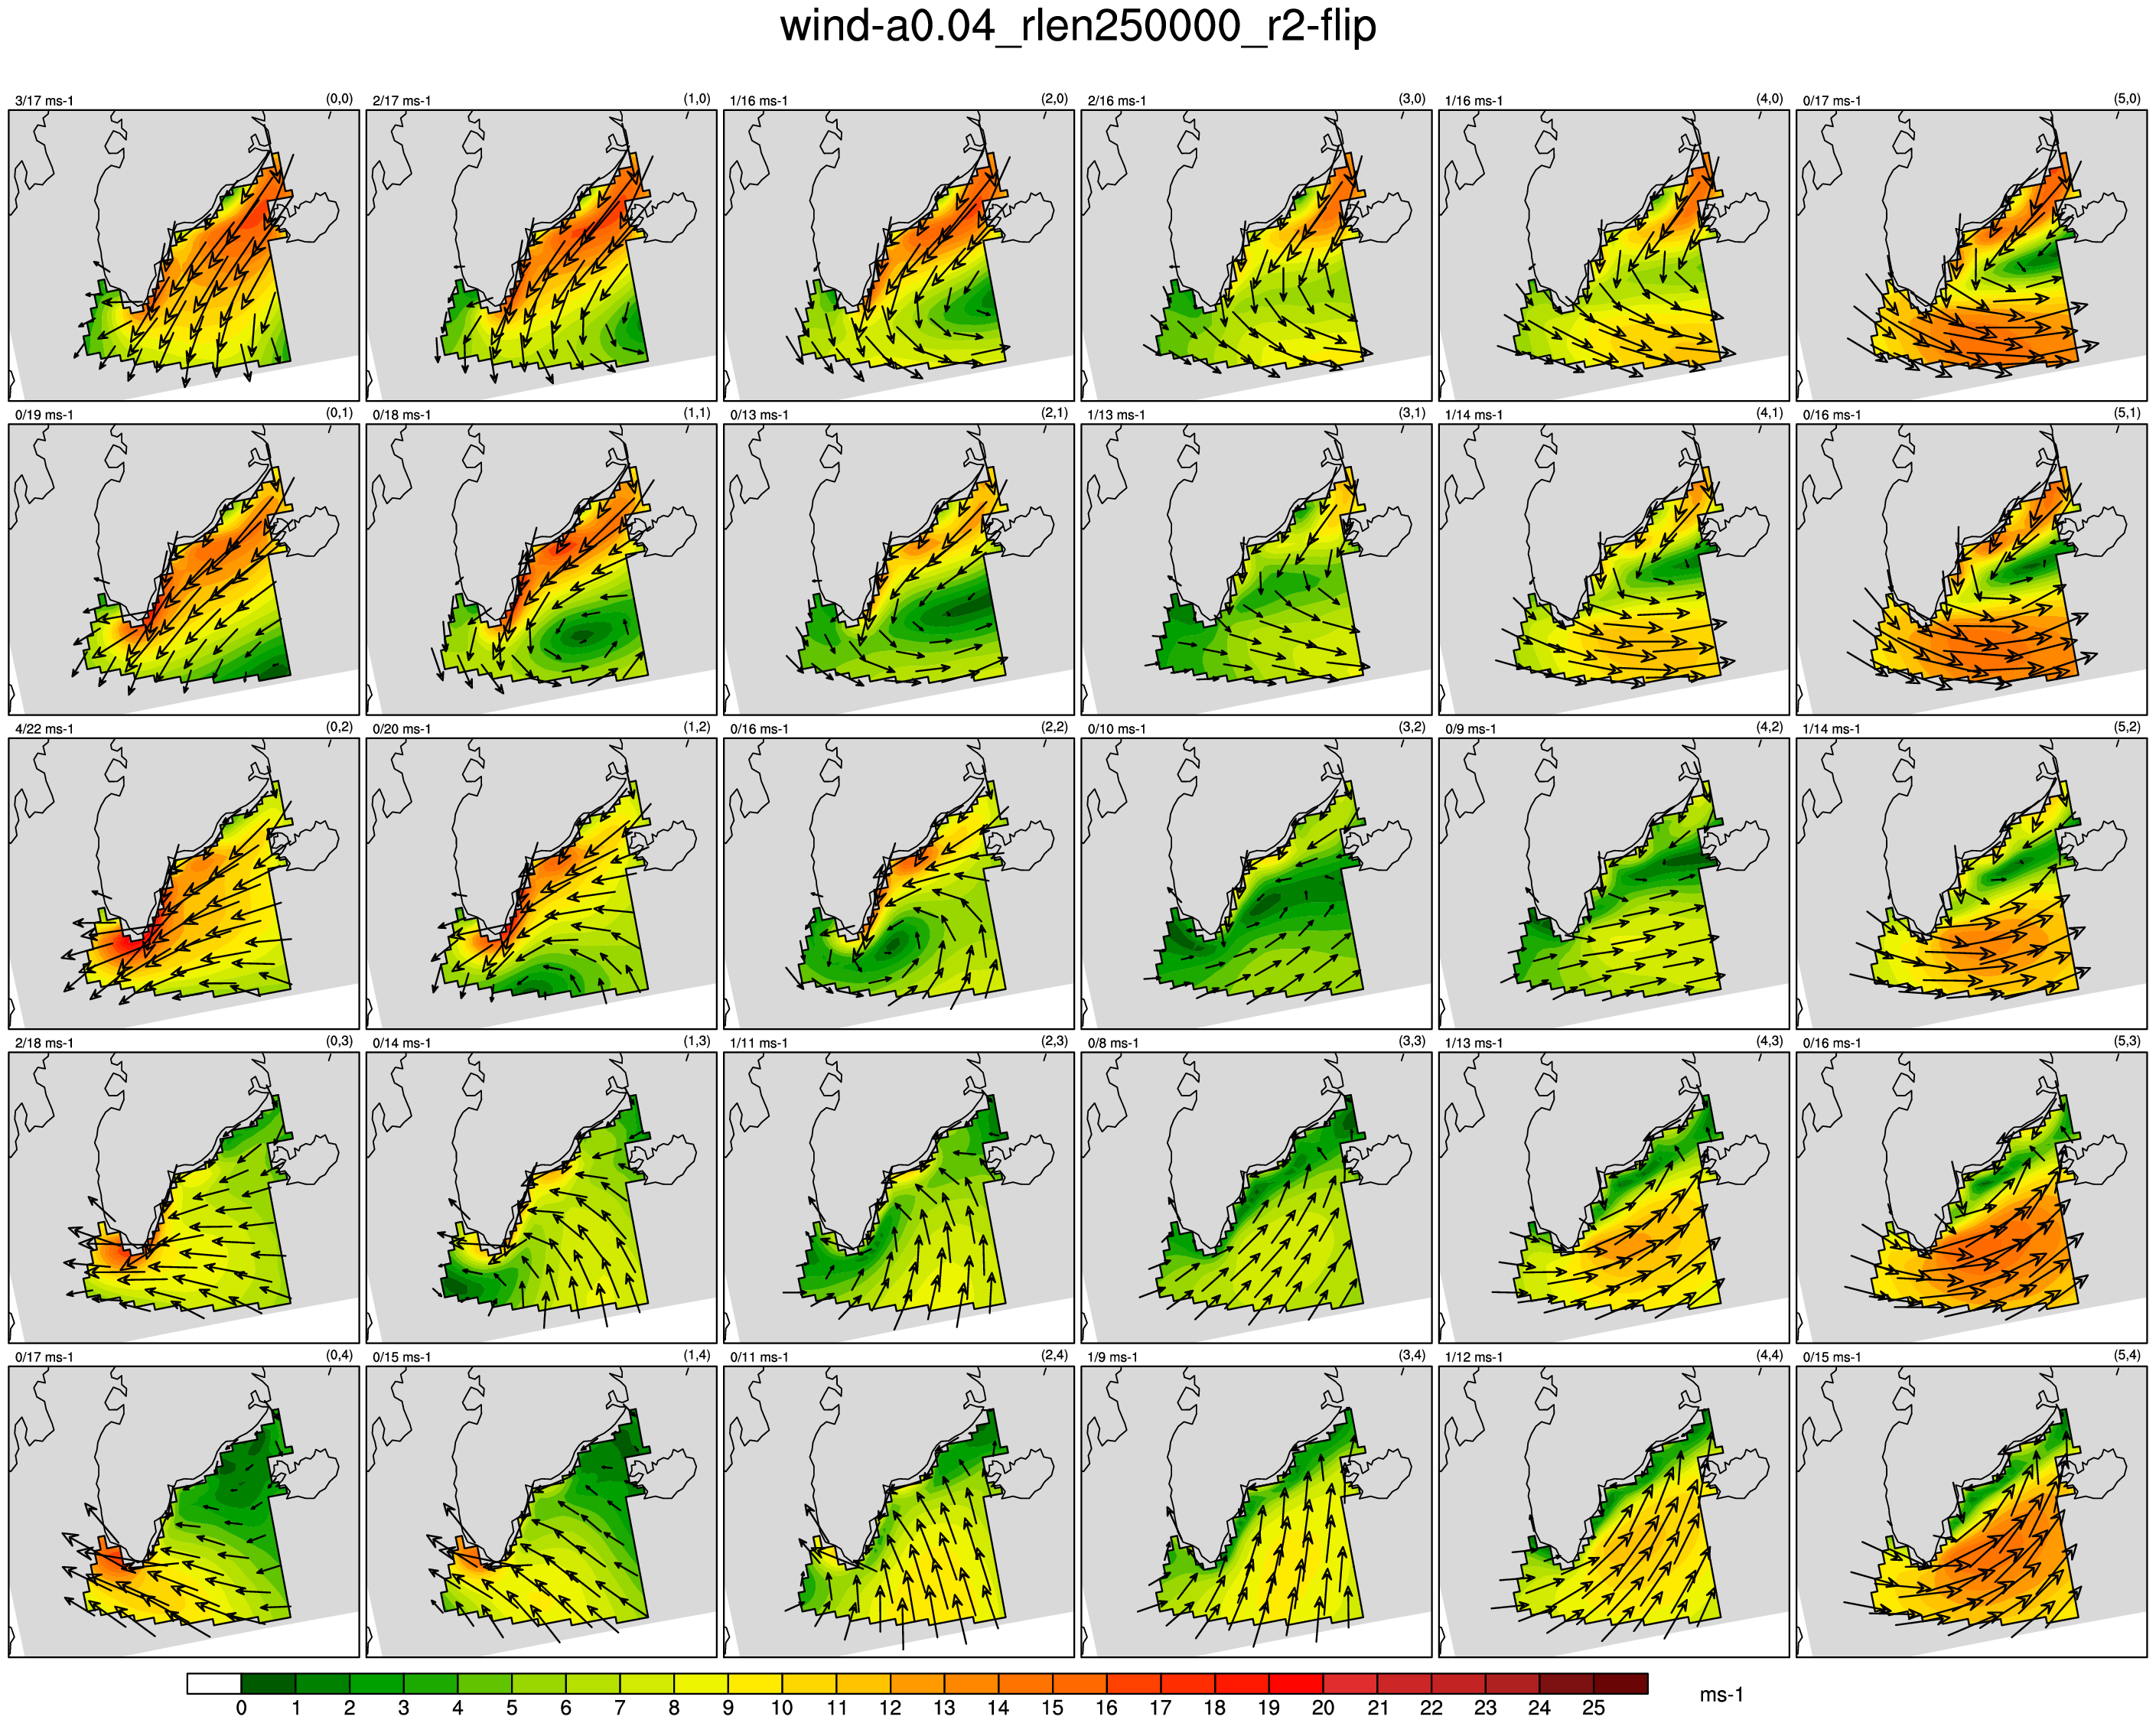 wind-a0.04_rlen250000_r2-flip
3/17 ms-1 (0,0) 2/17 ms-1 (1,0) 1/16 ms-1 (2,0) 2/16 ms-1 (3,0) 1/16 ms-1 (4,0) 0/17 ms-1 (5,0)
0/19 ms-1 (0,1) 0/18 ms-1 (1,1) 0/13 ms-1 (2,1) 1/13 ms-1 (3,1) 1/14 ms-1 (4,1) 0/16 ms-1 (5,1)
4/22 ms-1 (0,2) 0/20 ms-1 (1,2) 0/16 ms-1 (2,2) 0/10 ms-1 (3,2) 0/9 ms-1 (4,2) 1/14 ms-1 (5,2)
2/18 ms-1 (0,3) 0/14 ms-1 (1,3) 1/11 ms-1 (2,3) 0/8 ms-1 (3,3) 1/13 ms-1 (4,3) 0/16 ms-1 (5,3)
0/17 ms-1 (0,4) 0/15 ms-1 (1,4) 0/11 ms-1 (2,4) 1/9 ms-1 (3,4) 1/12 ms-1 (4,4) 0/15 ms-1 (5,4)
0 1 2 3 4 5 6 7 8 9 10 11 12 13 14 15 16 17 18 19 20 21 22 23 24 25 ms-1